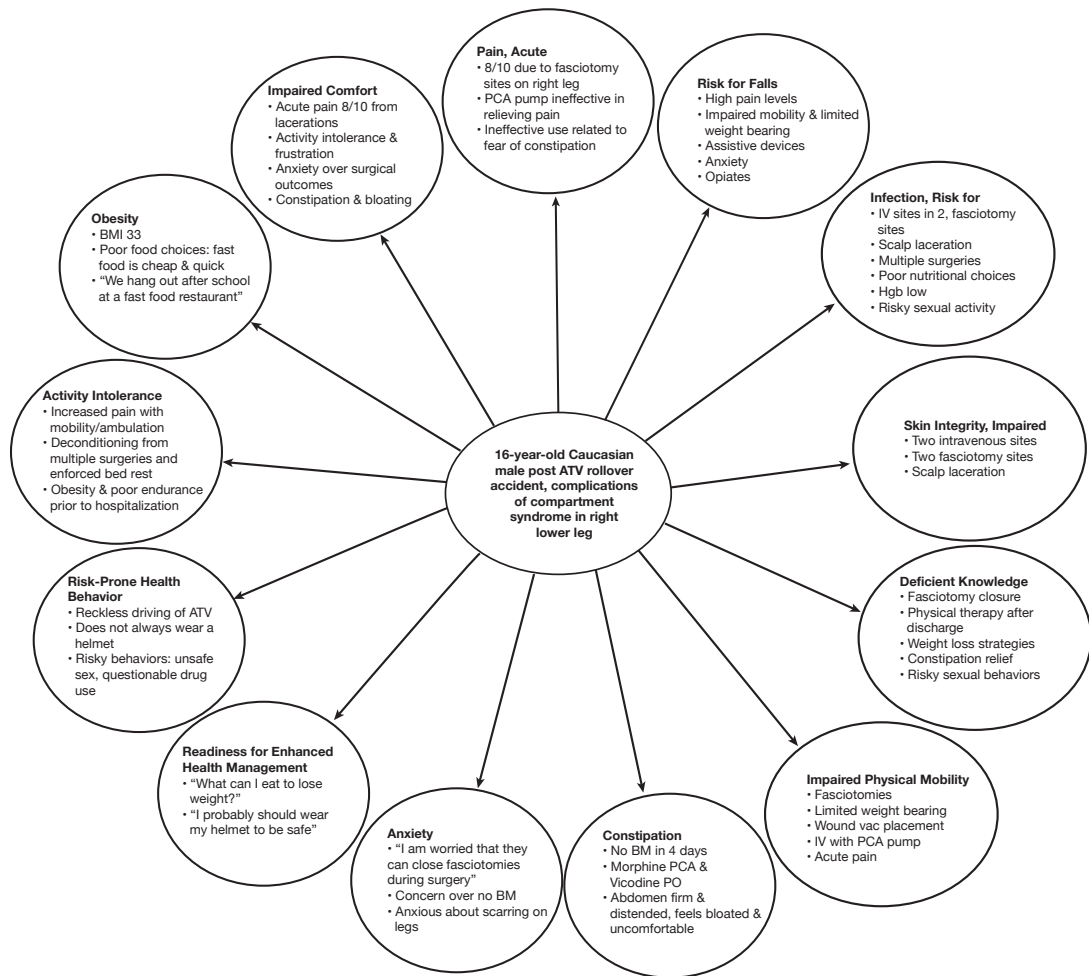 Pain, Acute
• 8/10 due to fasciotomy
sites on right leg
• PCA pump ineffective in
relieving pain
• Ineffective use related to
fear of constipation
Risk for Falls
• High pain levels
• Impaired mobility & limited
weight bearing
• Assistive devices
• Anxiety
• Opiates
Infection, Risk for
• IV sites in 2, fasciotomy
sites
• Scalp laceration
• Multiple surgeries
• Poor nutritional choices
• Hgb low
• Risky sexual activity
Skin Integrity, Impaired
• Two intravenous sites
• Two fasciotomy sites
• Scalp laceration
Deficient Knowledge
• Fasciotomy closure
• Physical therapy after
discharge
• Weight loss strategies
• Constipation relief
• Risky sexual behaviors
Impaired Physical Mobility
• Fasciotomies
• Limited weight bearing
• Wound vac placement
• IV with PCA pump
• Acute pain
Constipation
• No BM in 4 days
• Morphine PCA &
Vicodine PO
• Abdomen firm &
distended, feels bloated &
uncomfortable
Anxiety
• “I am worried that they
can close fasciotomies
during surgery”
• Concern over no BM
• Anxious about scarring on
legs
Readiness for Enhanced
Health Management
• “What can I eat to lose
weight?”
• “I probably should wear
my helmet to be safe”
Risk-Prone Health
Behavior
• Reckless driving of ATV
• Does not always wear a
helmet
• Risky behaviors: unsafe
sex, questionable drug
use
Activity Intolerance
• Increased pain with
mobility/ambulation
• Deconditioning from
multiple surgeries and
enforced bed rest
• Obesity & poor endurance
prior to hospitalization
Obesity
• BMI 33
• Poor food choices: fast
food is cheap & quick
• “We hang out after school
at a fast food restaurant”
Impaired Comfort
• Acute pain 8/10 from
lacerations
• Activity intolerance &
frustration
• Anxiety over surgical
outcomes
• Constipation & bloating
16-year-old Caucasian
male post ATV rollover
accident, complications
of compartment
syndrome in right
lower leg